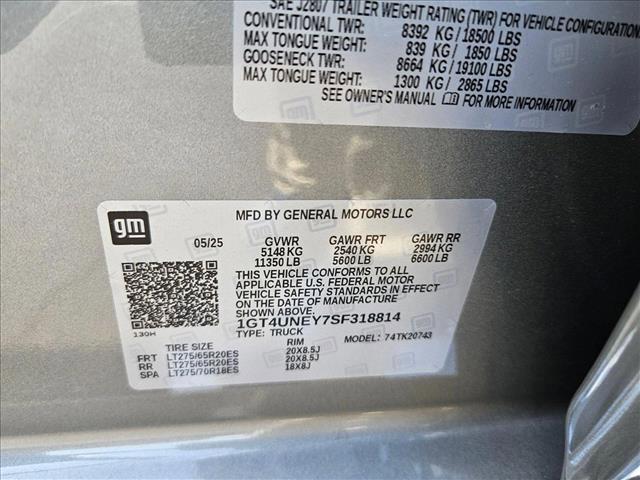 SAE J2807 TRAILER WEIGHT RATING (TWR) FOR VEHICLE CONFIGURATION
CONVENTIONAL TWR: 8392 KG / 18500 LBS
MAX TONGUE WEIGHT: 839 KG / 1850 LBS
GOOSENECK TWR: 8664 KG / 19100 LBS
MAX TONGUE WEIGHT: 1300 KG / 2865 LBS
SEE OWNER'S MANUAL FOR MORE INFORMATION
gm
MFD BY GENERAL MOTORS LLC
05/25 GVWR GAWR FRT GAWR RR
5148 KG 2540 KG 2994 KG
11350 LB 5600 LB 6600 LB
THIS VEHICLE CONFORMS TO ALL
APPLICABLE U.S. FEDERAL MOTOR
VEHICLE SAFETY STANDARDS IN EFFECT
ON THE DATE OF MANUFACTURE
SHOWN ABOVE.
1GT4UNEY7SF318814
TYPE: TRUCK MODEL: 74TK20743
130H
TIRE SIZE RIM
FRT LT275/65R20ES 20X8.5J
RR LT275/65R20ES 20X8.5J
SPA LT275/70R18ES 18X8J